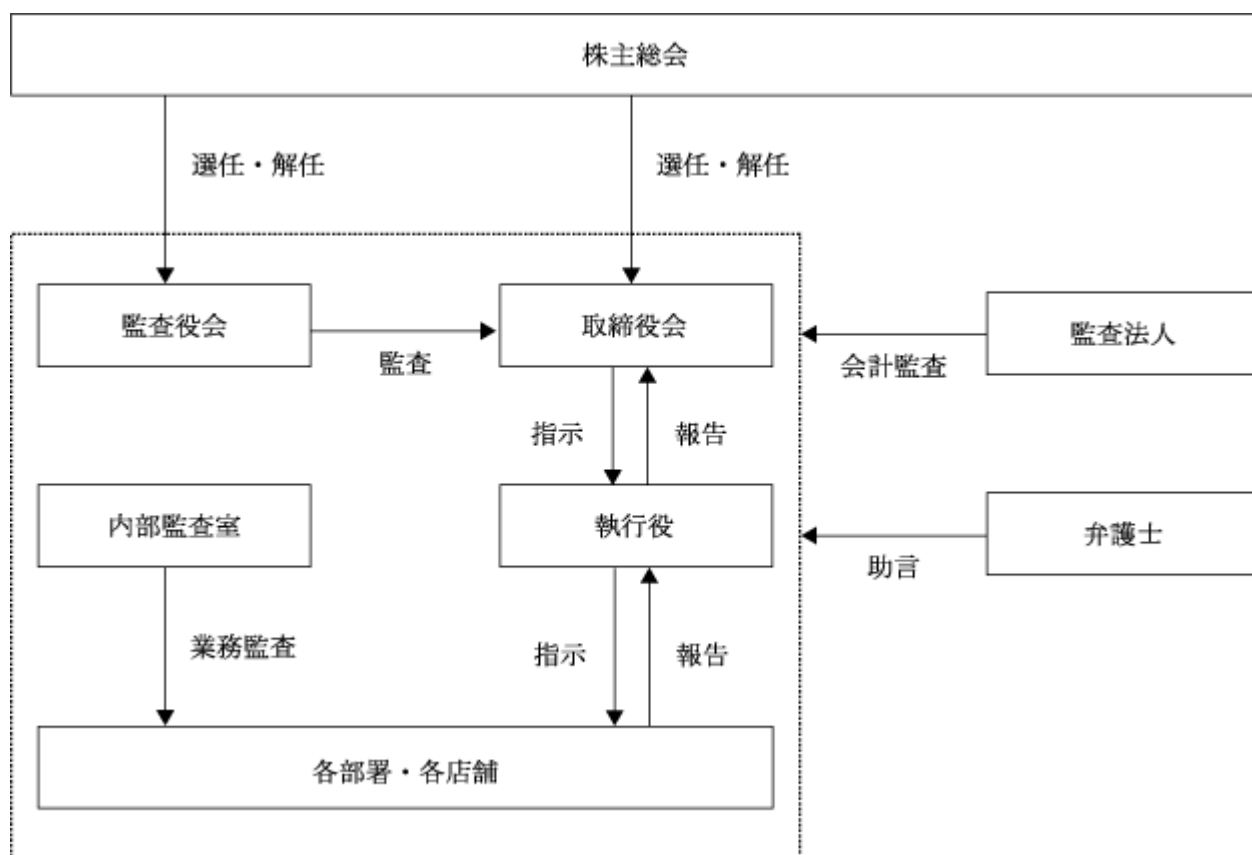 株主総会
選任・解任
選任・解任
監査役会
取締役会
監査法人
監査
会計監査
指示
報告
内部監査室
執行役
弁護士
助言
業務監査
指示
報告
各部署・各店舗